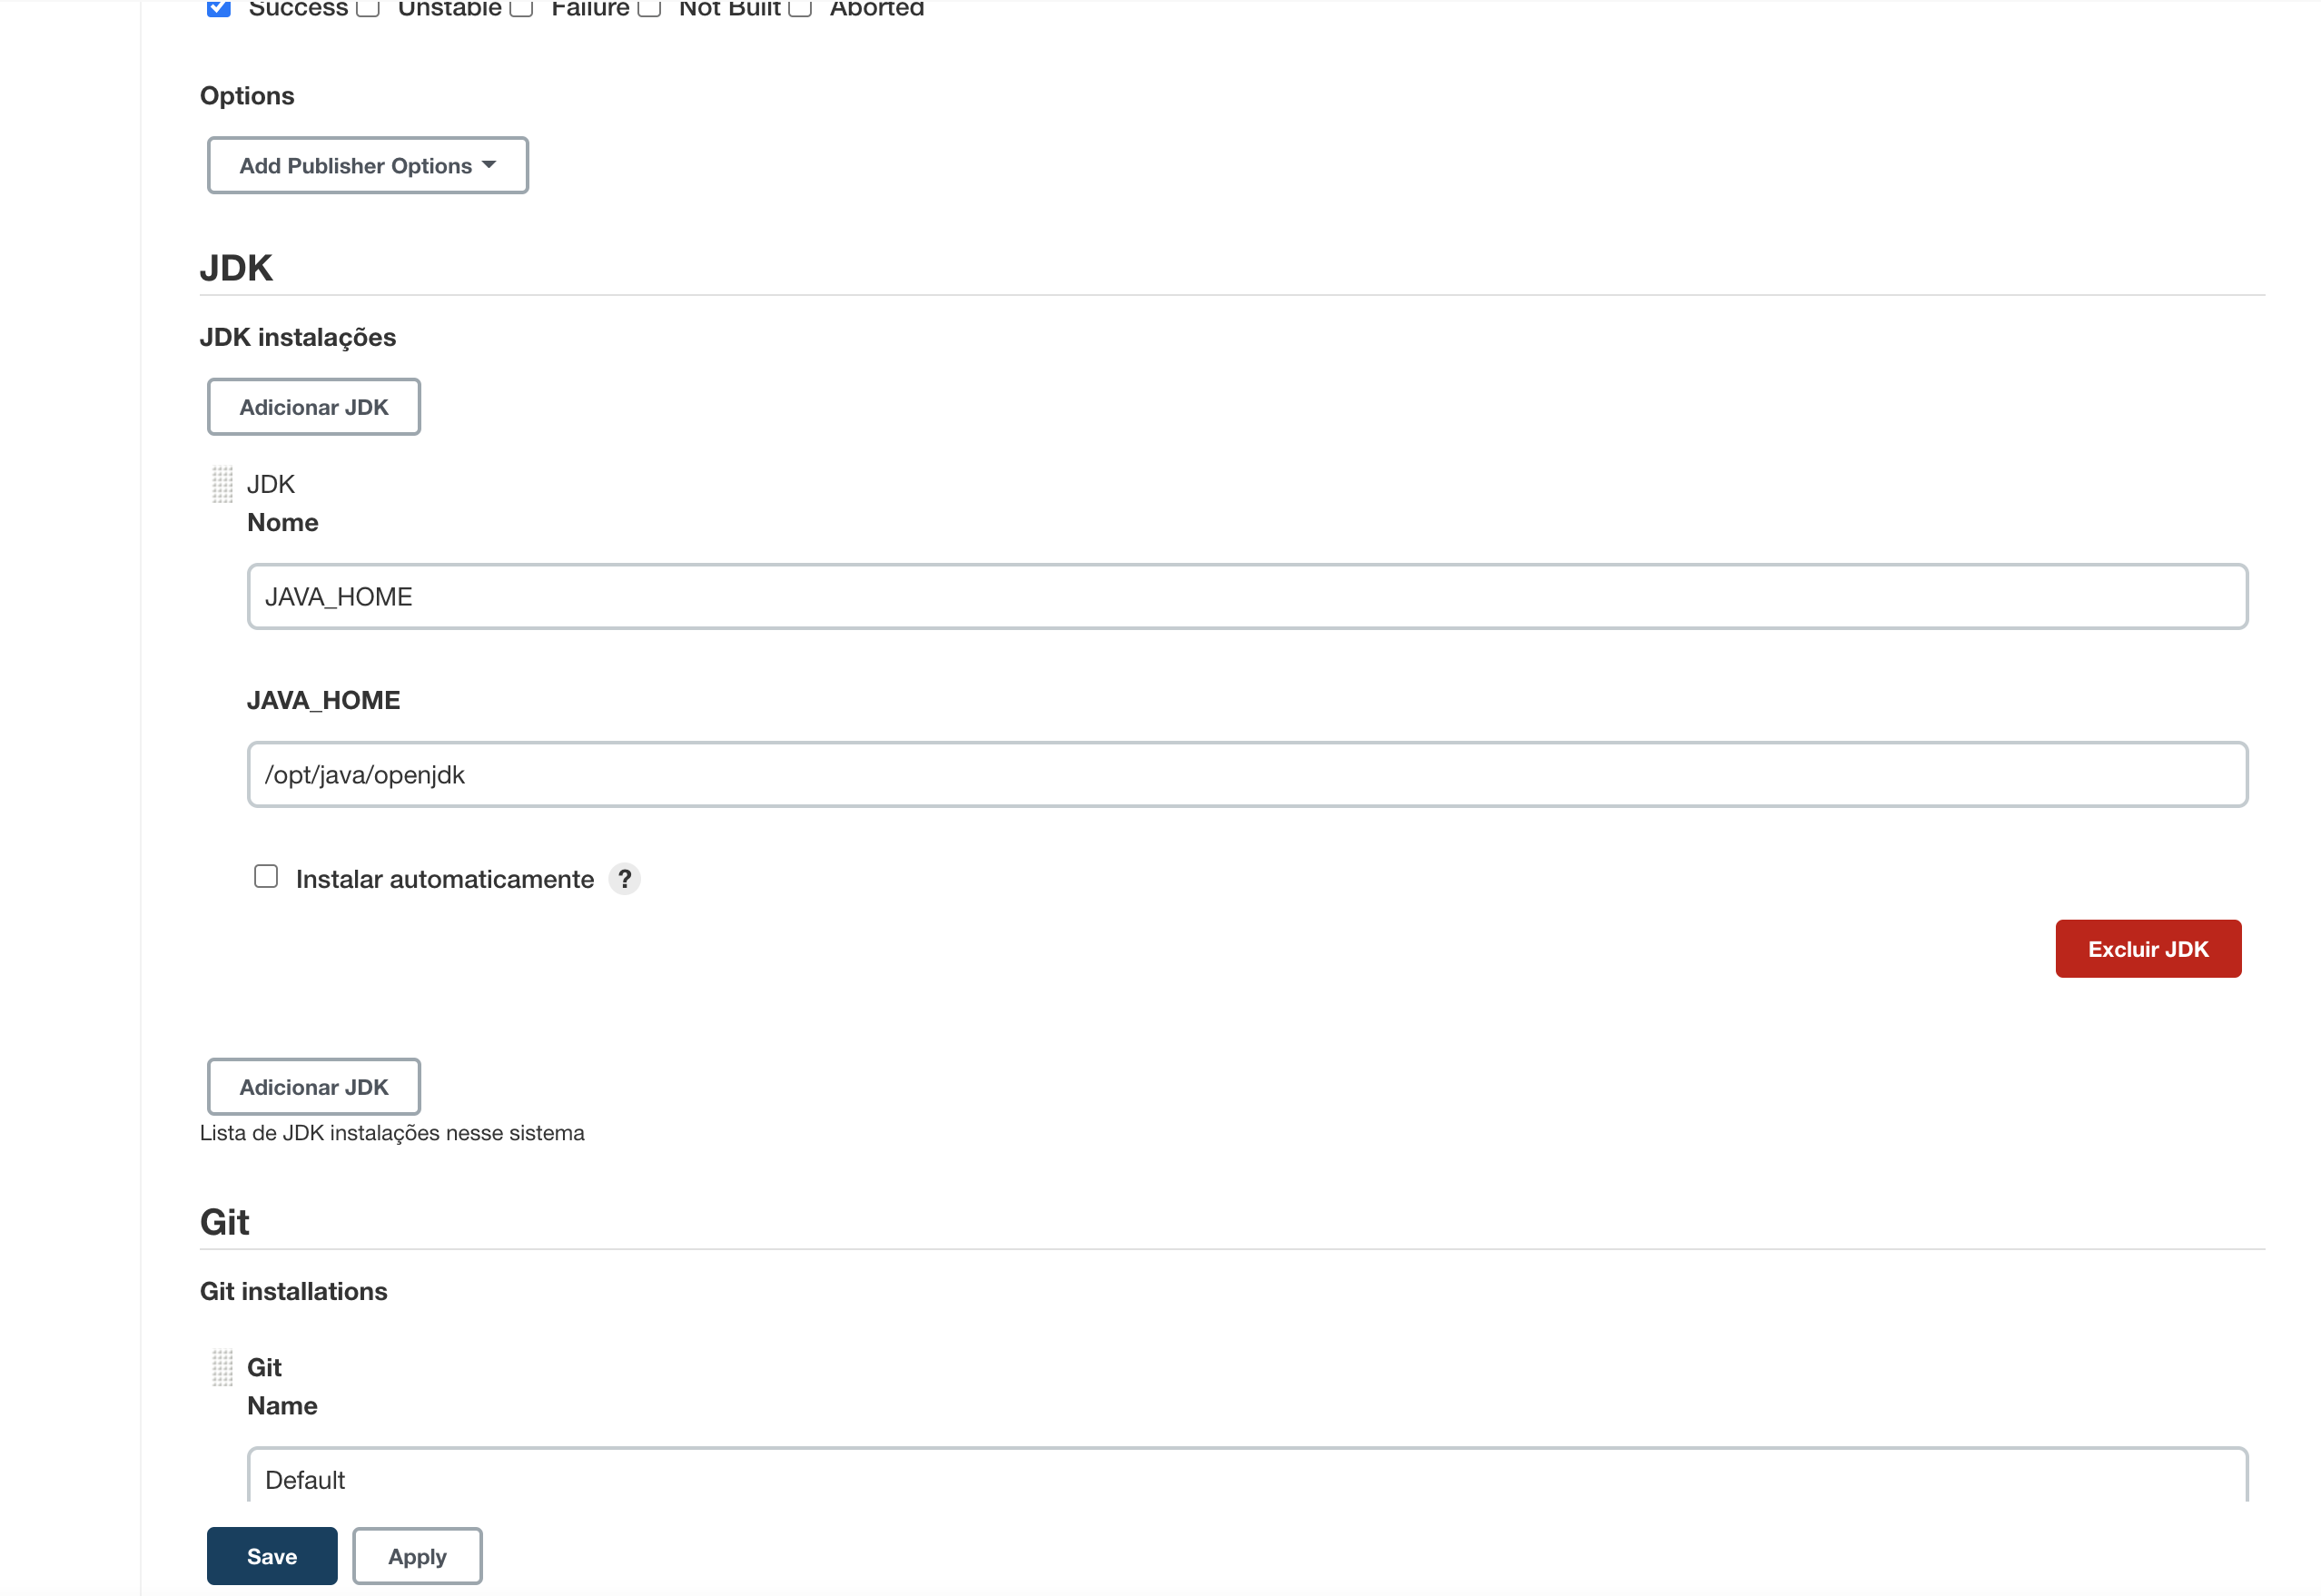 Success Unstable Failure Not Built Aborted
Options
Add Publisher Options
JDK
JDK instalações
Adicionar JDK
JDK
Nome
JAVA_HOME
JAVA_HOME
/opt/java/openjdk
Instalar automaticamente ?
Excluir JDK
Adicionar JDK
Lista de JDK instalações nesse sistema
Git
Git installations
Git
Name
Default
Save Apply